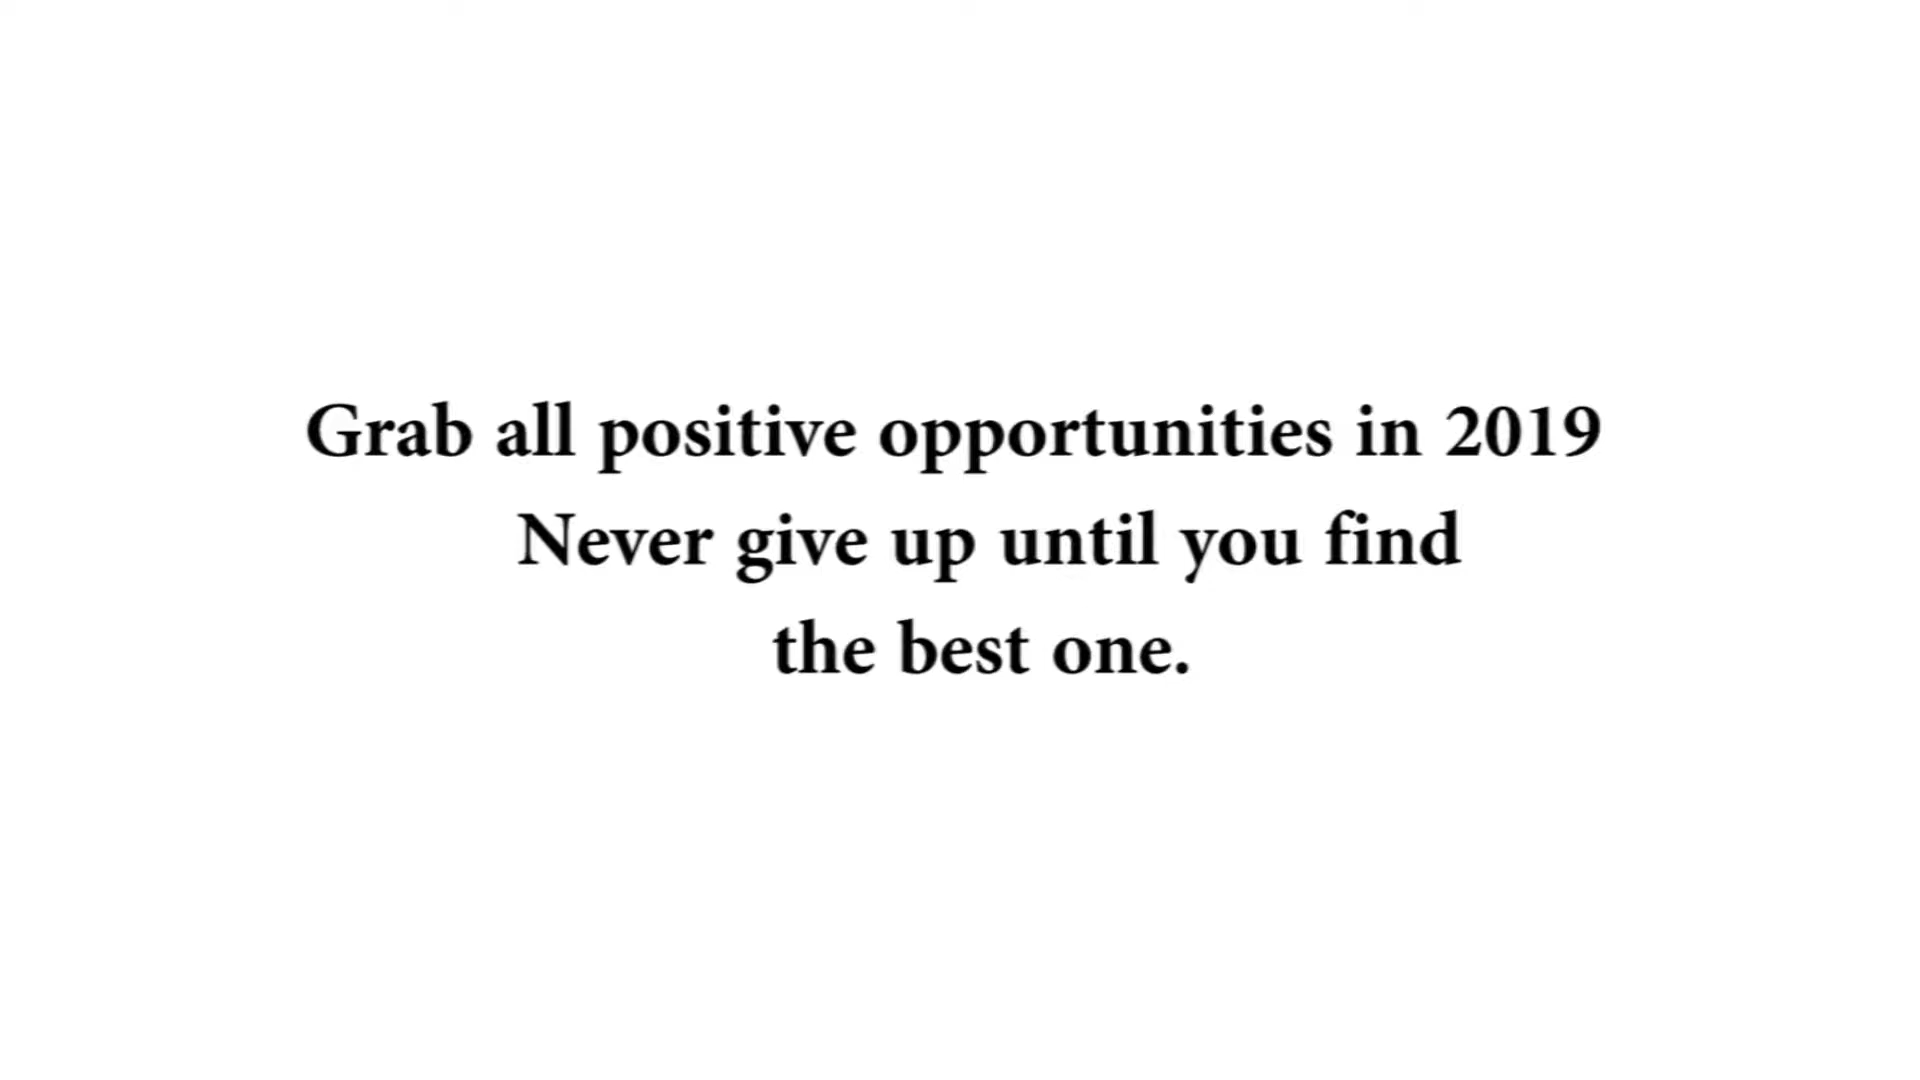 Grab all positive opportunities in 2019
Never give up until you find
the best one.